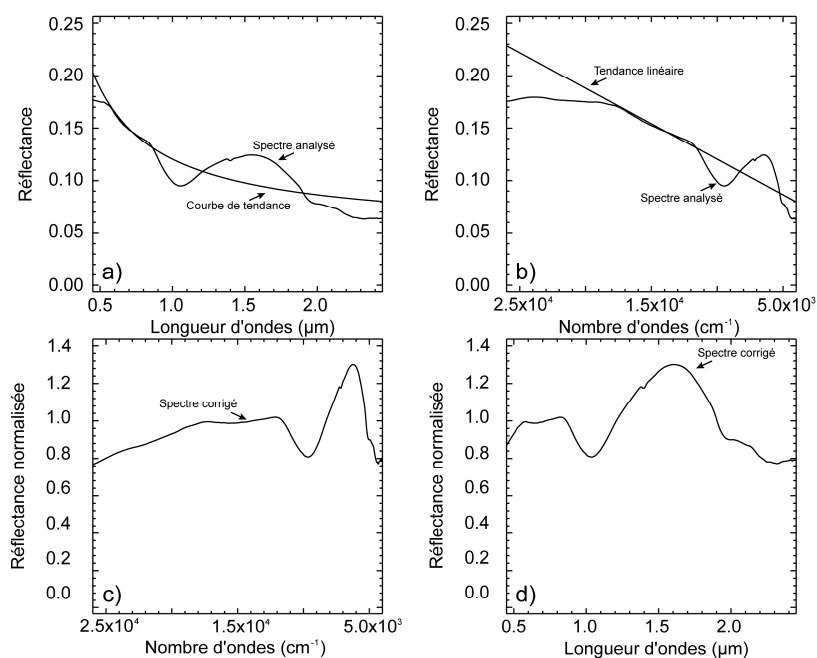 0.25
0.20
0.15
0.10
0.05
0.00
Réflectance
Spectre analysé
Courbe de tendance
a)
0.5 1.0 1.5 2.0
Longueur d'ondes (µm)
0.25
0.20
0.15
0.10
0.05
0.00
Réflectance
Tendance linéaire
Spectre analysé
b)
2.5x10⁴ 1.5x10⁴ 5.0x10³
Nombre d'ondes (cm⁻¹)
1.4
1.2
1.0
0.8
0.6
0.4
0.2
0.0
Réflectance normalisée
Spectre corrigé
c)
2.5x10⁴ 1.5x10⁴ 5.0x10³
Nombre d'ondes (cm⁻¹)
1.4
1.2
1.0
0.8
0.6
0.4
0.2
0.0
Réflectance normalisée
Spectre corrigé
d)
0.5 1.0 1.5 2.0
Longueur d'ondes (µm)